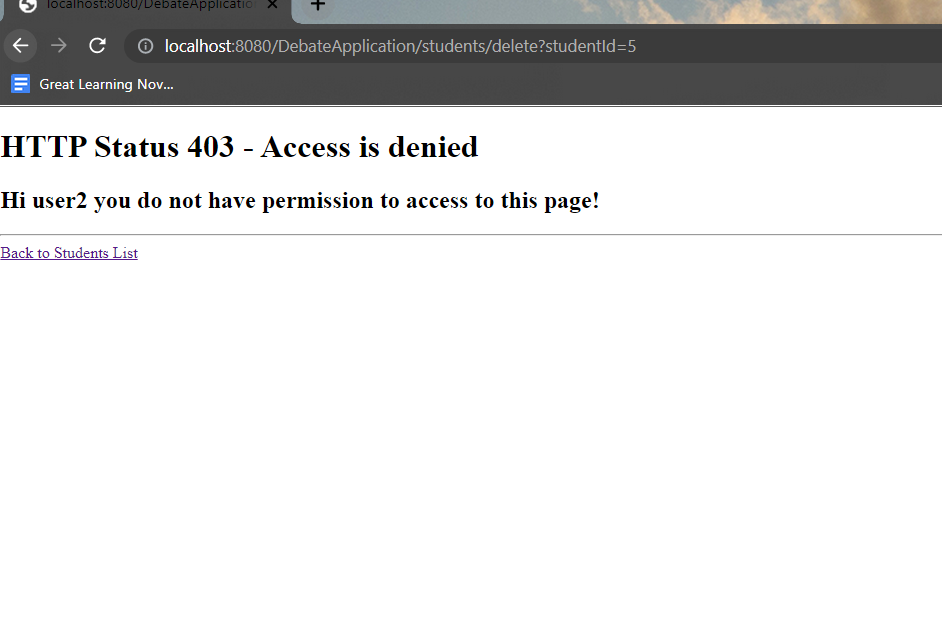 localhost:8080/DebateApplication
localhost:8080/DebateApplication/students/delete?studentId=5
Great Learning Nov...
HTTP Status 403 - Access is denied
Hi user2 you do not have permission to access to this page!
Back to Students List